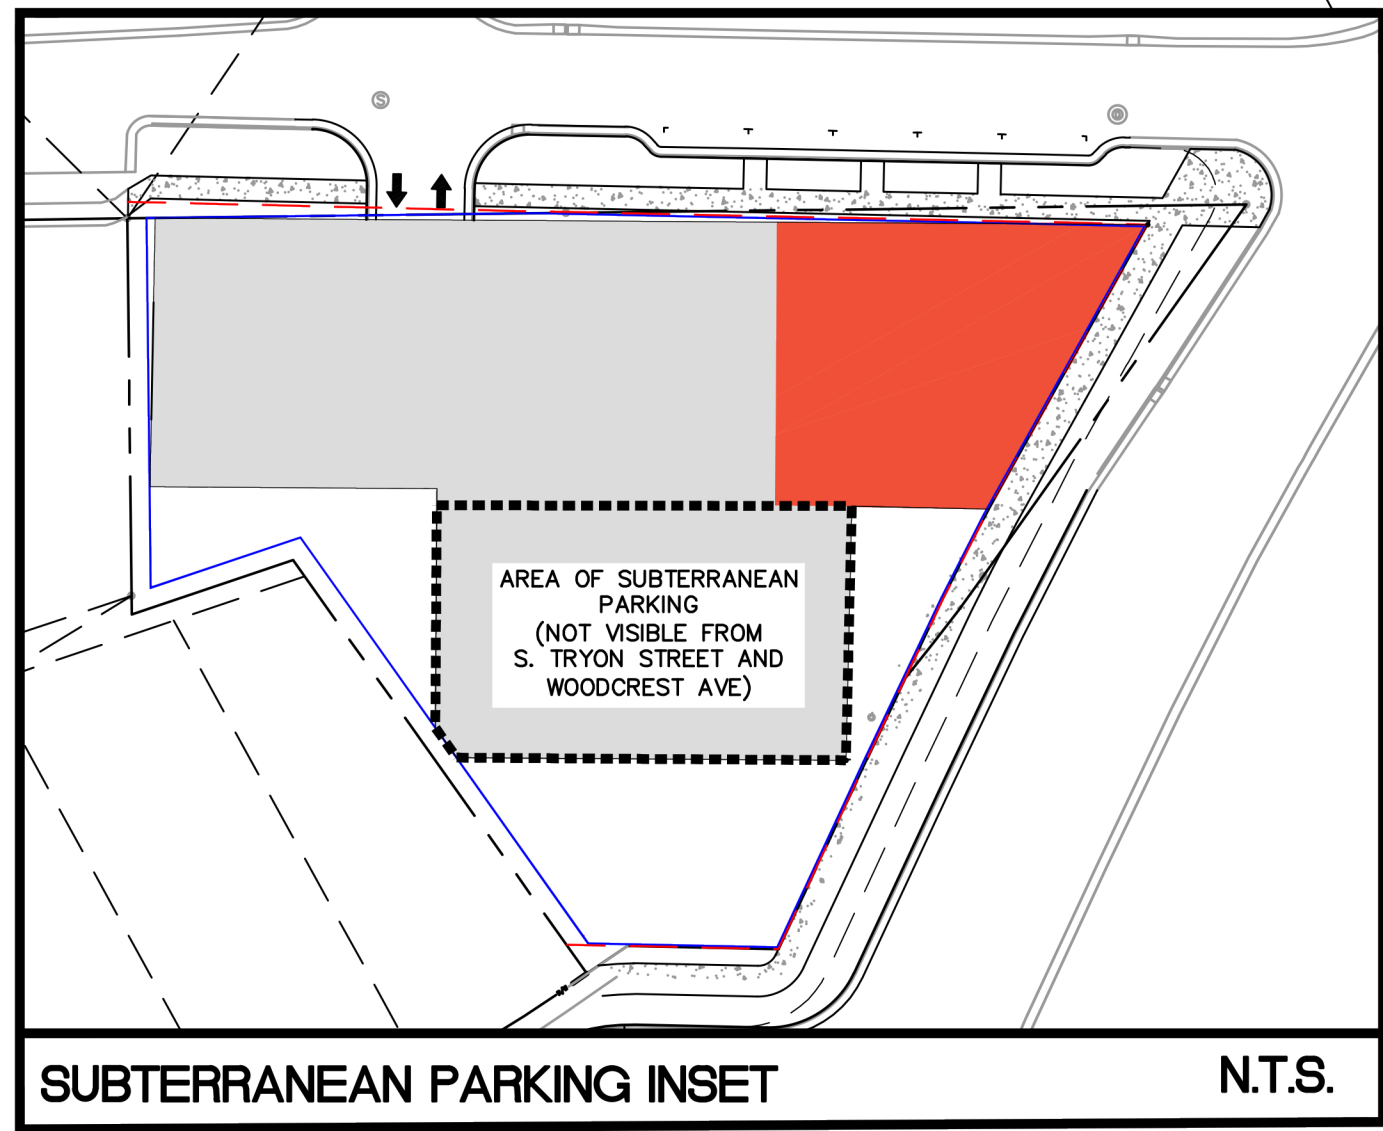 S
AREA OF SUBTERRANEAN
PARKING
(NOT VISIBLE FROM
S. TRYON STREET AND
WOODCREST AVE)
SUBTERRANEAN PARKING INSET
N.T.S.